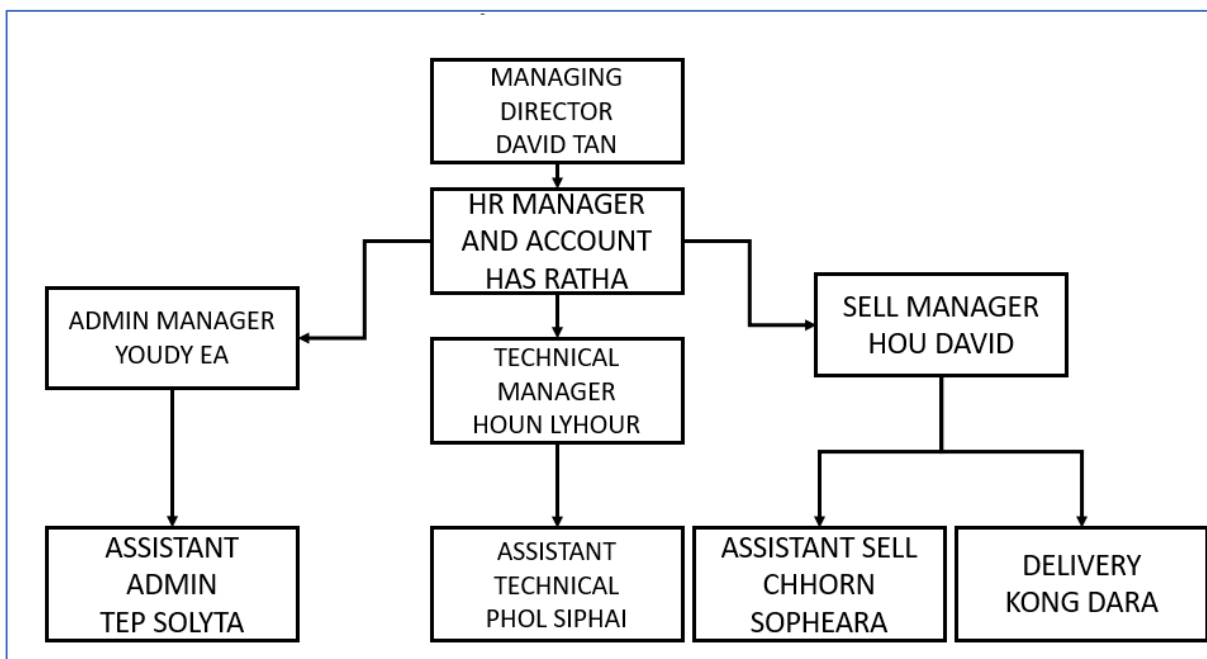 MANAGING
DIRECTOR
DAVID TAN
HR MANAGER
AND ACCOUNT
HAS RATHA
ADMIN MANAGER
YOUDY EA
TECHNICAL
MANAGER
HOUN LYHOUR
SELL MANAGER
HOU DAVID
ASSISTANT
ADMIN
TEP SOLYTA
ASSISTANT
TECHNICAL
PHOL SIPHAI
ASSISTANT SELL
CHHORN
SOPHEARA
DELIVERY
KONG DARA